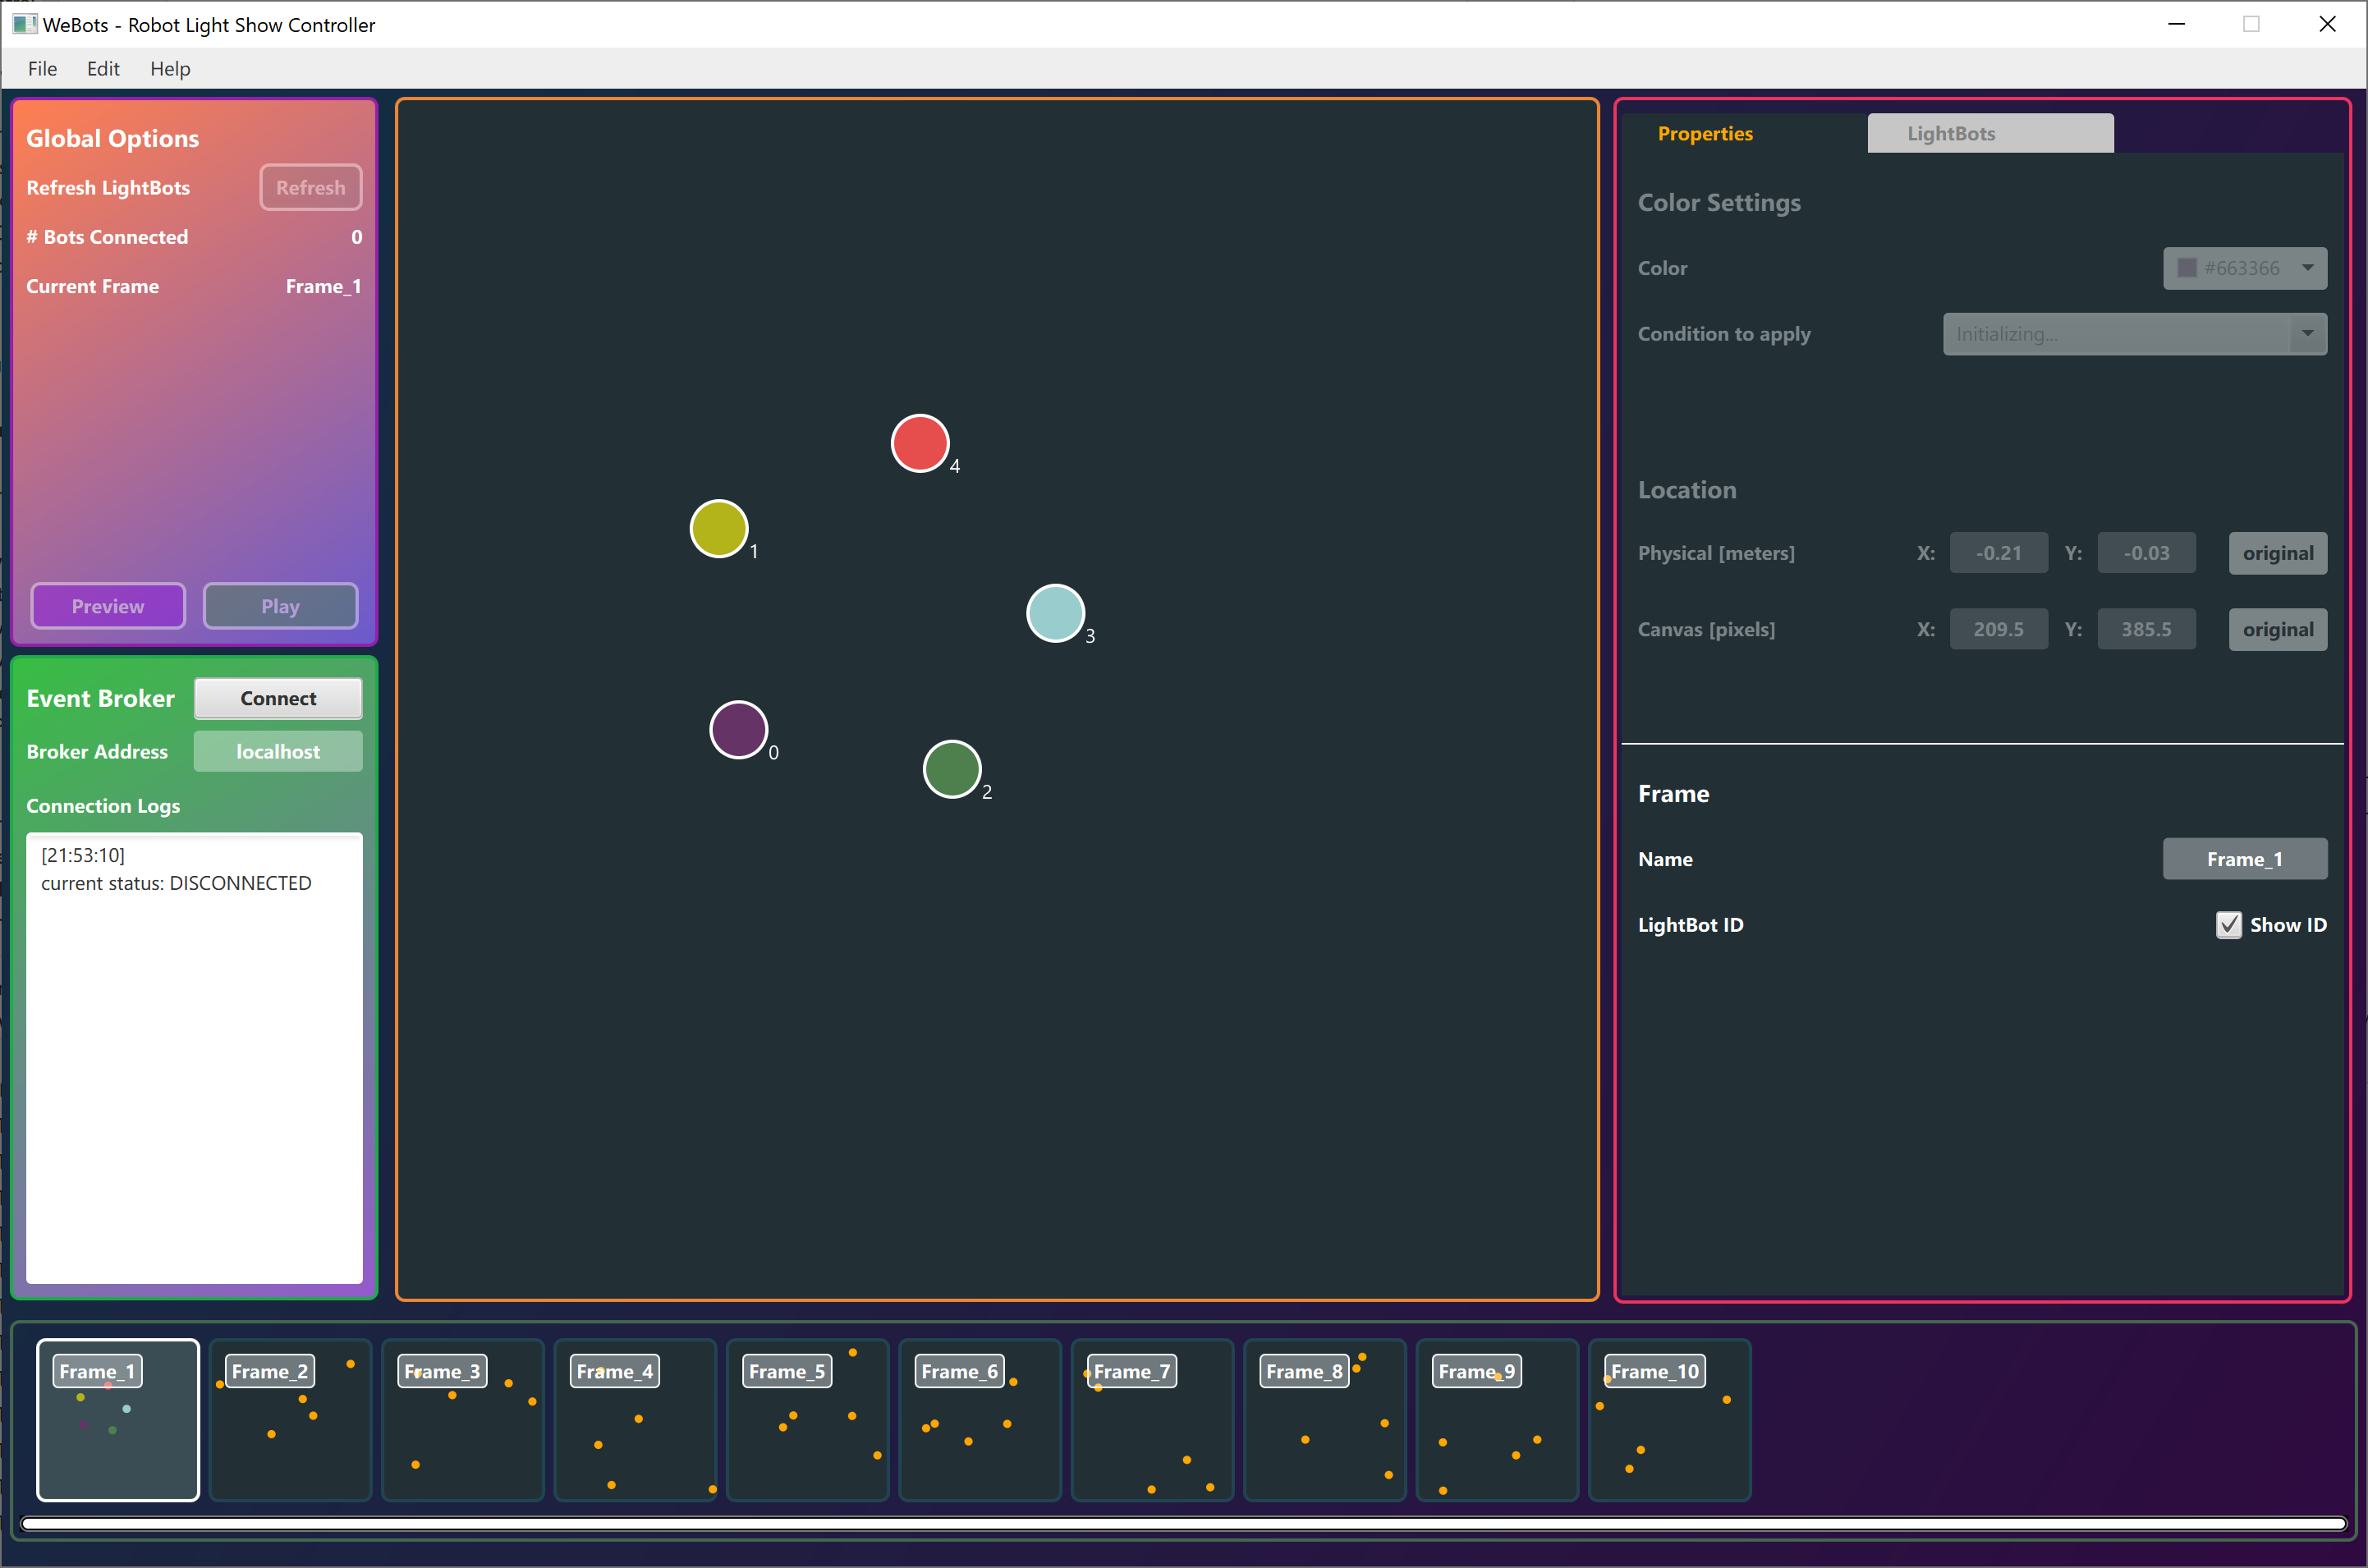 WeBots - Robot Light Show Controller
File Edit Help
Global Options
Refresh LightBots Refresh
# Bots Connected 0
Current Frame Frame_1
Preview Play
Event Broker Connect
Broker Address localhost
Connection Logs
[21:53:10]
current status: DISCONNECTED
4
1
3
0
2
Properties LightBots
Color Settings
Color #663366
Condition to apply Initializing...
Location
Physical [meters] X: -0.21 Y: -0.03 original
Canvas [pixels] X: 209.5 Y: 385.5 original
Frame
Name Frame_1
LightBot ID Show ID
Frame_1 Frame_2 Frame_3 Frame_4 Frame_5 Frame_6 Frame_7 Frame_8 Frame_9 Frame_10